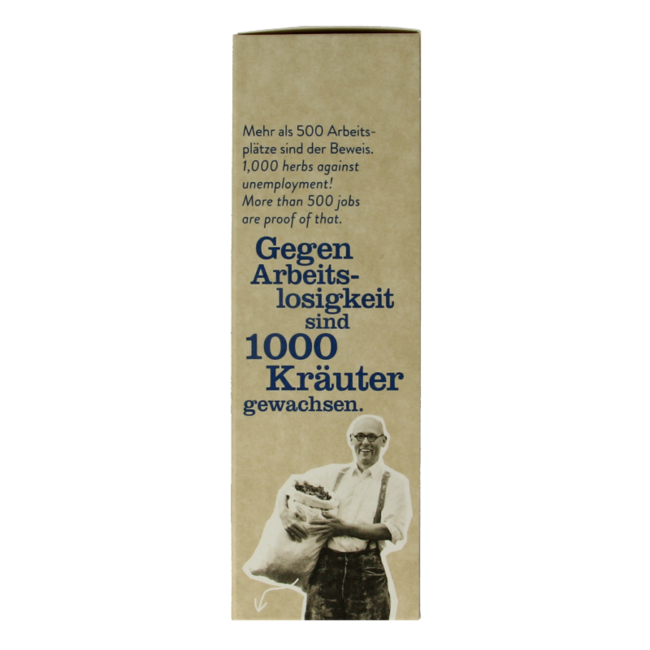 Mehr als 500 Arbeits-
plätze sind der Beweis.
1,000 herbs against
unemployment!
More than 500 jobs
are proof of that.
Gegen
Arbeits-
losigkeit
sind
1000
Kräuter
gewachsen.